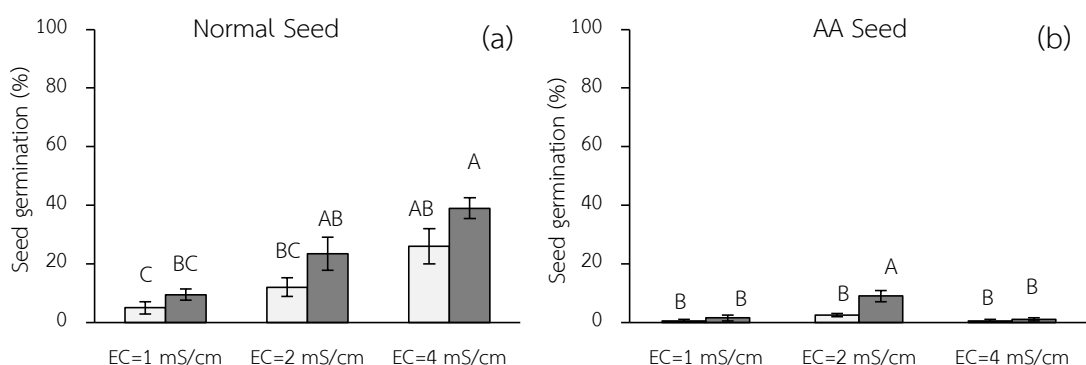 Normal Seed
(a)
Seed germination (%)
100
80
60
40
20
0
C
BC
BC
AB
AB
A
EC=1 mS/cm
EC=2 mS/cm
EC=4 mS/cm
AA Seed
(b)
Seed germination (%)
100
80
60
40
20
0
B
B
B
A
B
B
EC=1 mS/cm
EC=2 mS/cm
EC=4 mS/cm